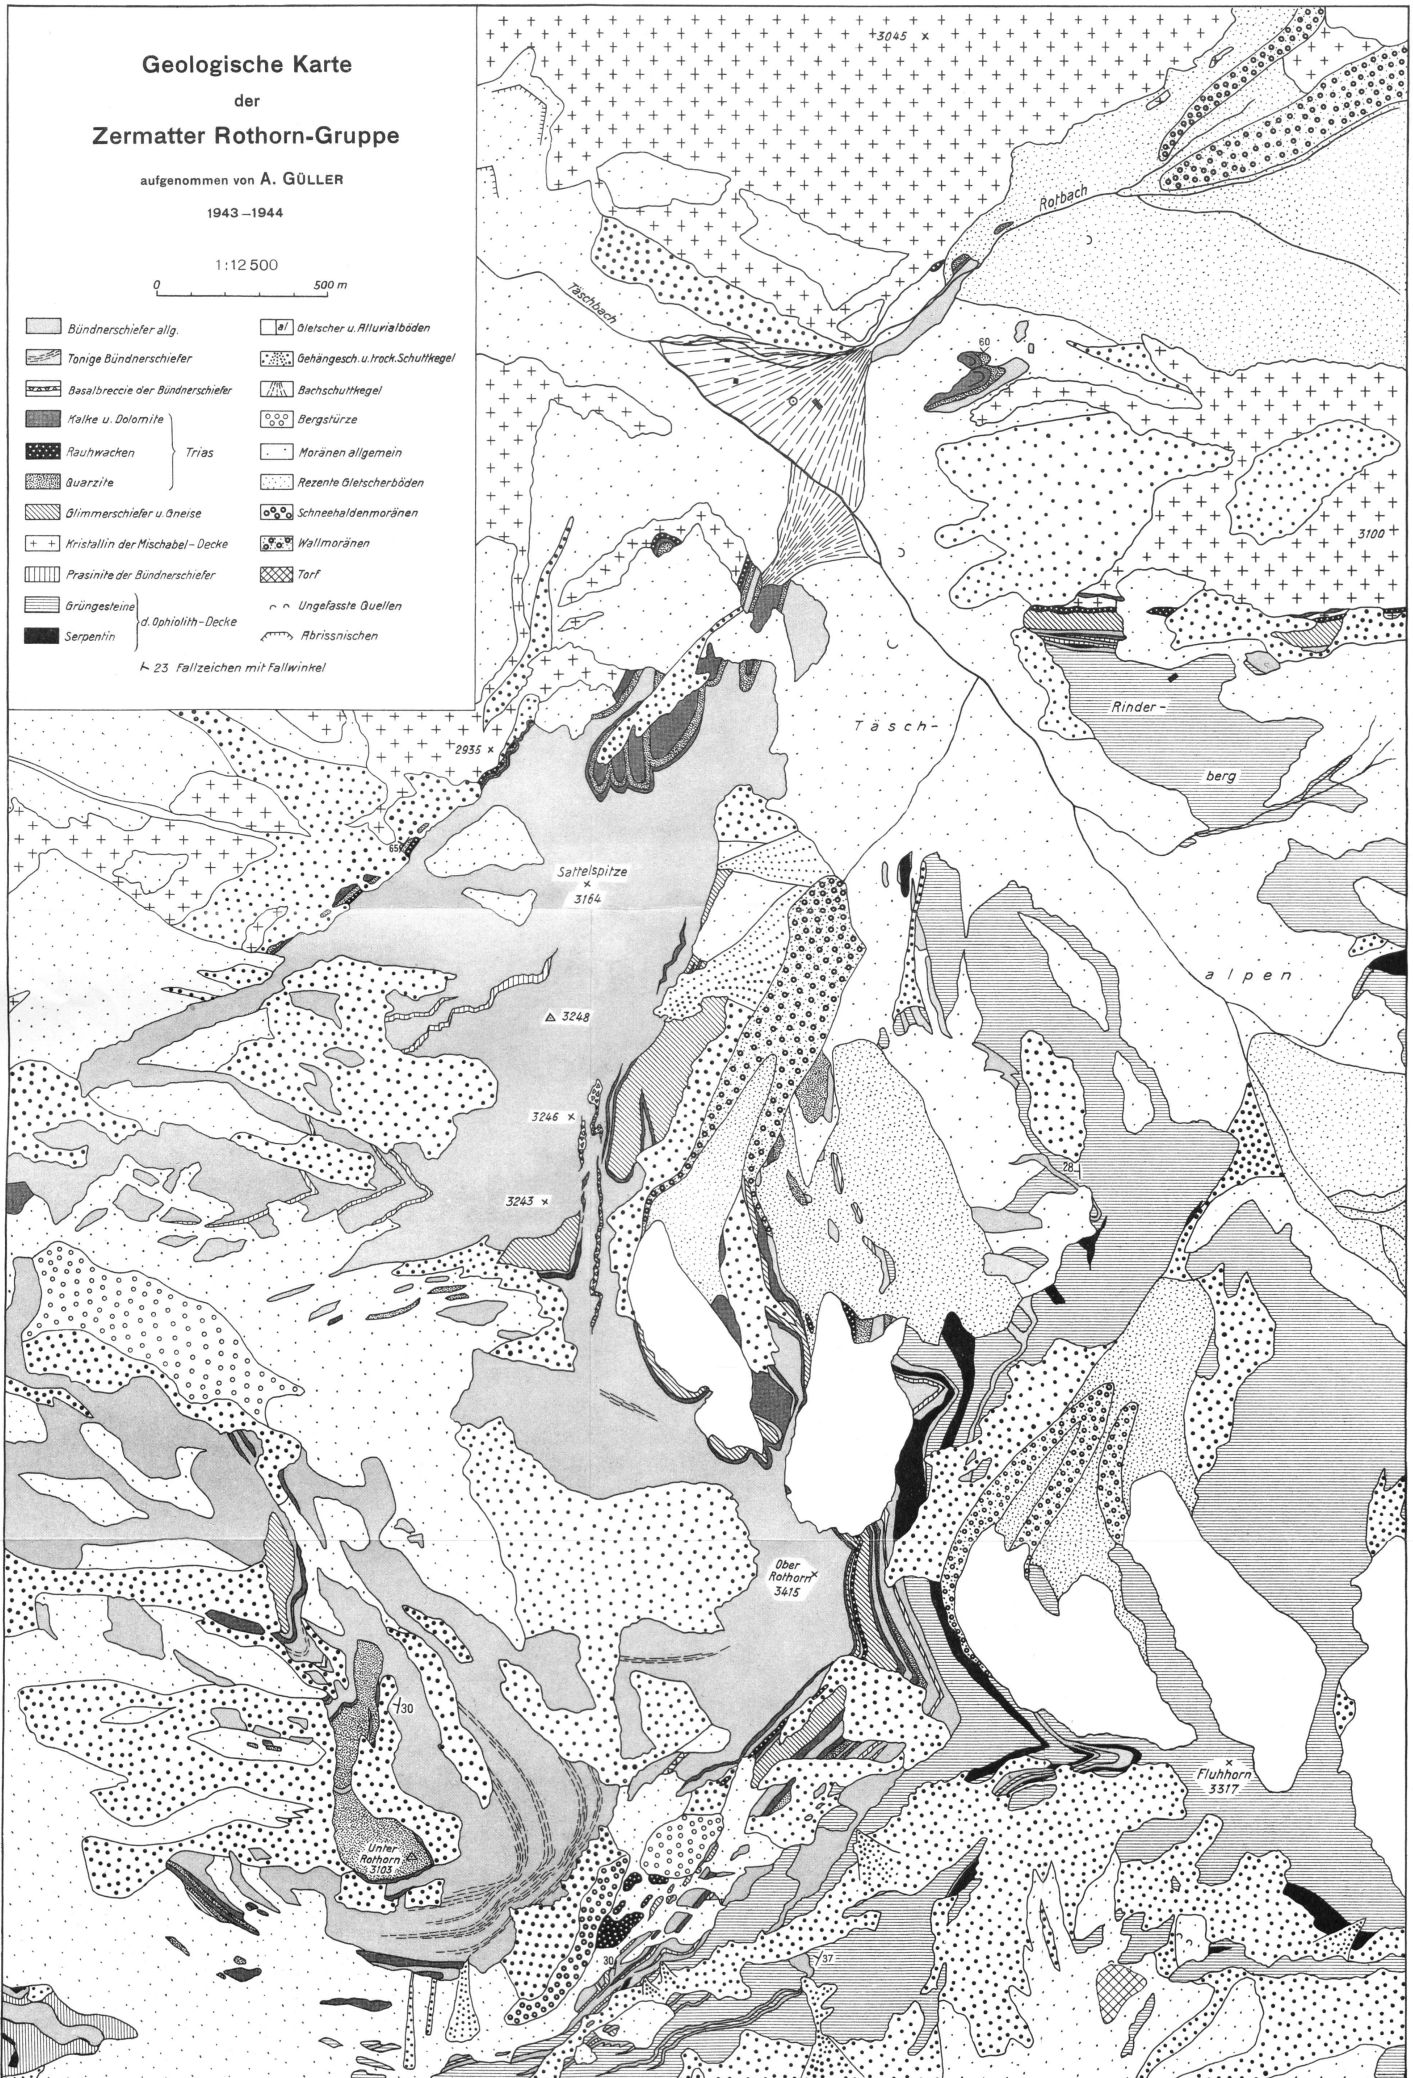 Geologische Karte
der
Zermatter Rothorn-Gruppe
aufgenommen von A. GÜLLER
1943–1944
1:12500
0 500 m
Bündnerschiefer allg.
Tonige Bündnerschiefer
Basalbreccie der Bündnerschiefer
Kalke u. Dolomite
Rauhwacken
Trias
Quarzite
Glimmerschiefer u. Gneise
Kristallin der Mischabel-Decke
Prasinite der Bündnerschiefer
Grüngesteine
d. Ophiolith-Decke
Serpentin
al Gletscher u. Alluvialböden
Gehängesch. u. trock. Schuttkegel
Bachschuttkegel
Bergstürze
Moränen allgemein
Rezente Gletscherböden
Schneehaldenmoränen
Wallmoränen
Torf
Ungefasste Quellen
Abrissnischen
23 Fallzeichen mit Fallwinkel
3045
Rotbach
Täschbach
60
3100
Rinder-
Täsch-
2935
berg
65
Sattelspitze
3164
alpen
3248
3246
28
3243
Ober
Rothorn
3415
30
Fluhhorn
3317
Unter
Rothorn
3103
30
37